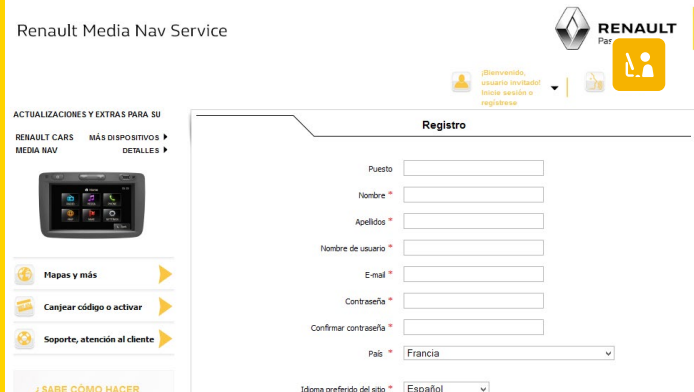 Renault Media Nav Service
RENAULT
Pas
¡Bienvenido,
usuario invitado!
Inicie sesión o
regístrese
ACTUALIZACIONES Y EXTRAS PARA SU
RENAULT CARS MÁS DISPOSITIVOS
MEDIA NAV DETALLES
Mapas y más
Canjear código o activar
Soporte, atención al cliente
¿SABE CÓMO HACER
Registro
Puesto
Nombre *
Apellidos *
Nombre de usuario *
E-mail *
Contraseña *
Confirmar contraseña *
País * Francia
Idioma preferido del sitio * Español